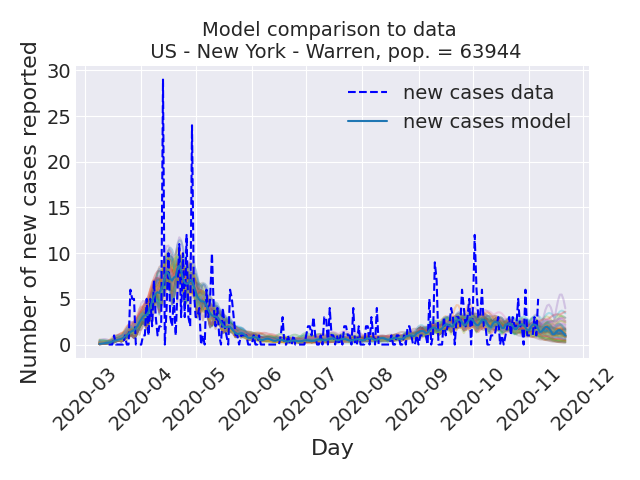 Model comparison to data
US - New York - Warren, pop. = 63944
Number of new cases reported
30
25
20
15
10
5
0
new cases data
new cases model
2020-03
2020-04
2020-05
2020-06
2020-07
2020-08
2020-09
2020-10
2020-11
2020-12
Day